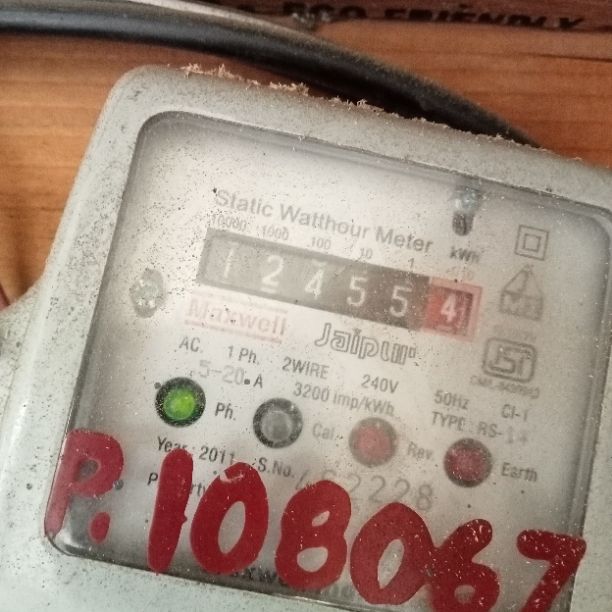 ECO FRIENDLY
Static Watthour Meter
10000 1000 100 10 1 kWh
1 2 4 5 5 4
Maxwell Jaipur
AC. 1 Ph. 2WIRE 240V 50Hz CI-1
5-20 A 3200 imp/kWh TYPE RS-14
Ph. Cal. Rev. Earth
Year 2011 S.No.
P.108067